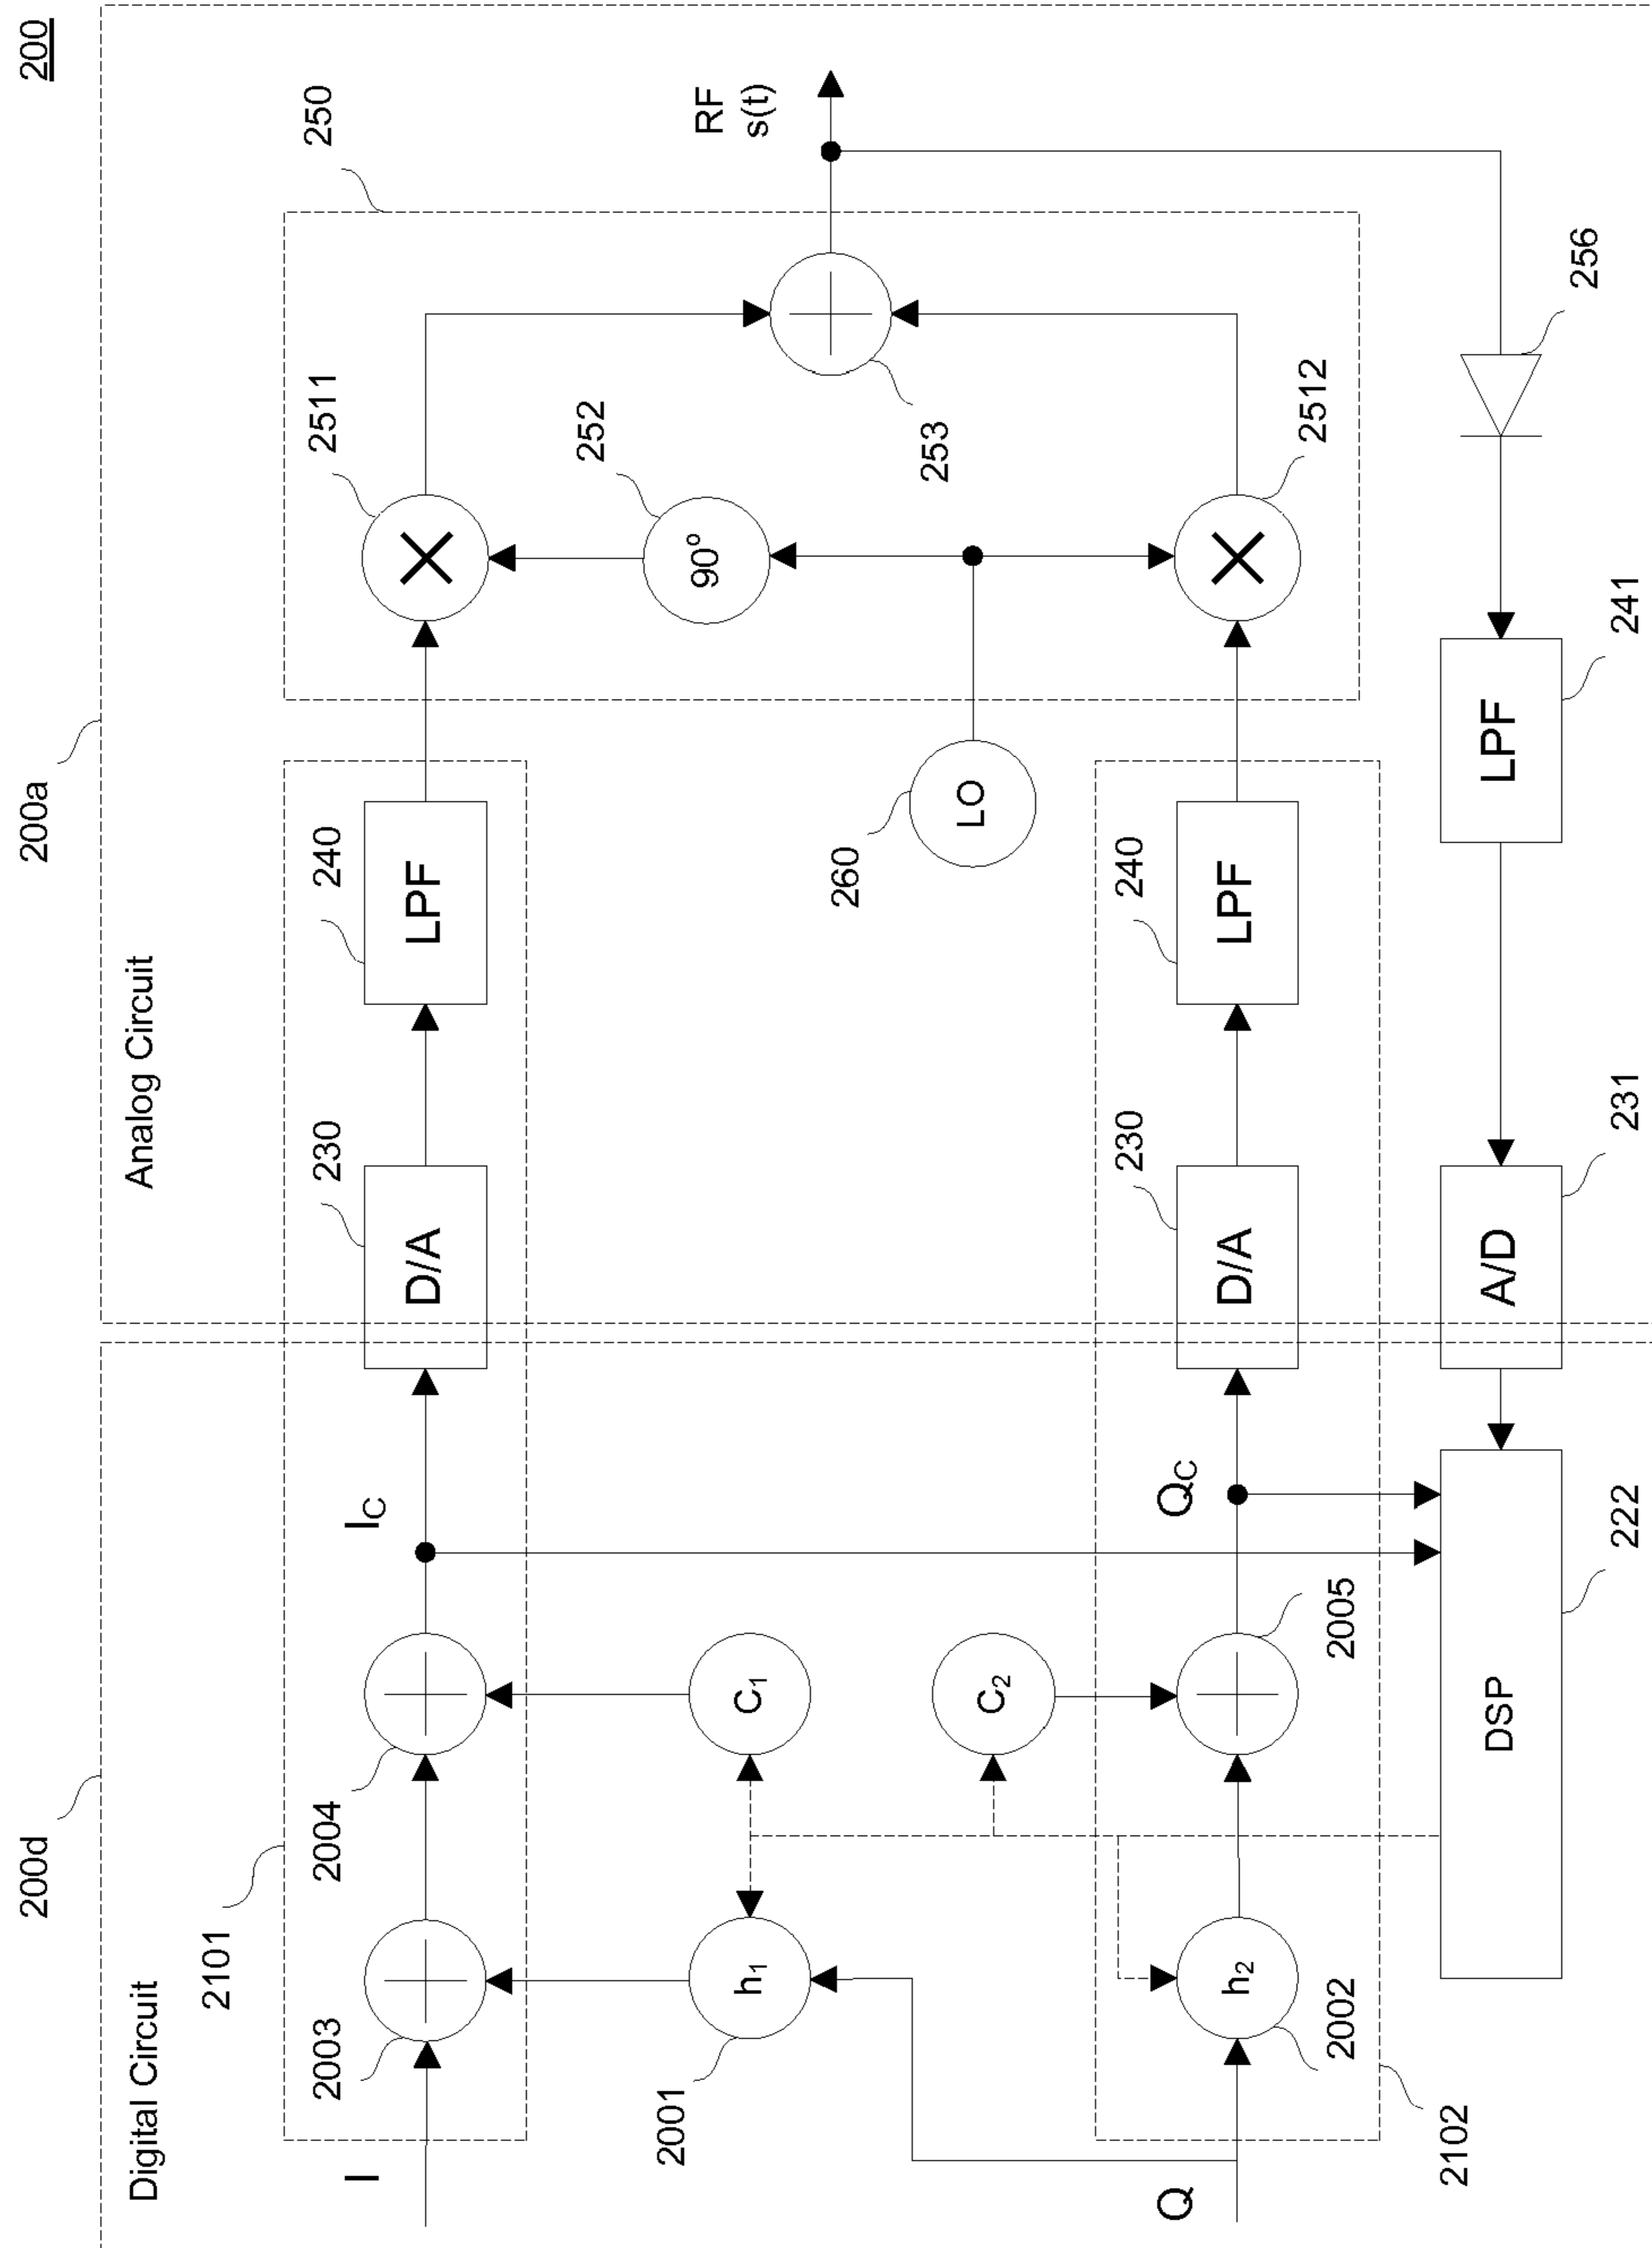 200
200d
200a
Digital Circuit
Analog Circuit
2101
250
I
2003
2004
I_C
230
D/A
240
LPF
2511
2001
h₁
C₁
252
90°
RF
s(t)
253
C₂
260
LO
Q
2002
h₂
2005
Q_C
230
D/A
240
LPF
2512
2102
DSP
222
A/D
231
LPF
241
256